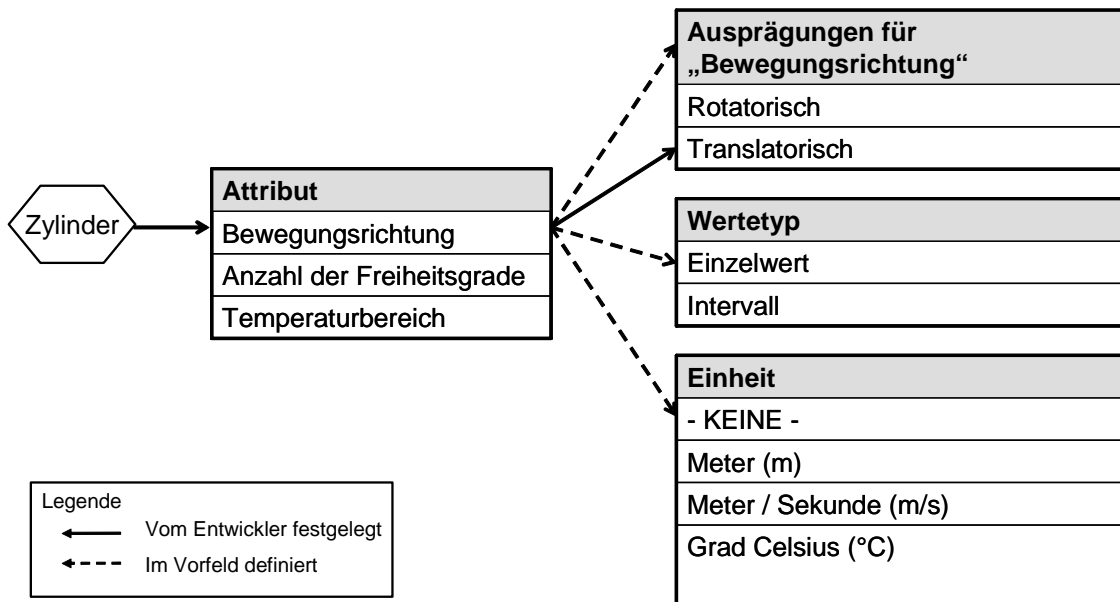 Zylinder
Attribut
Bewegungsrichtung
Anzahl der Freiheitsgrade
Temperaturbereich
Ausprägungen für
„Bewegungsrichtung“
Rotatorisch
Translatorisch
Wertetyp
Einzelwert
Intervall
Einheit
- KEINE -
Meter (m)
Meter / Sekunde (m/s)
Grad Celsius (°C)
Legende
Vom Entwickler festgelegt
Im Vorfeld definiert